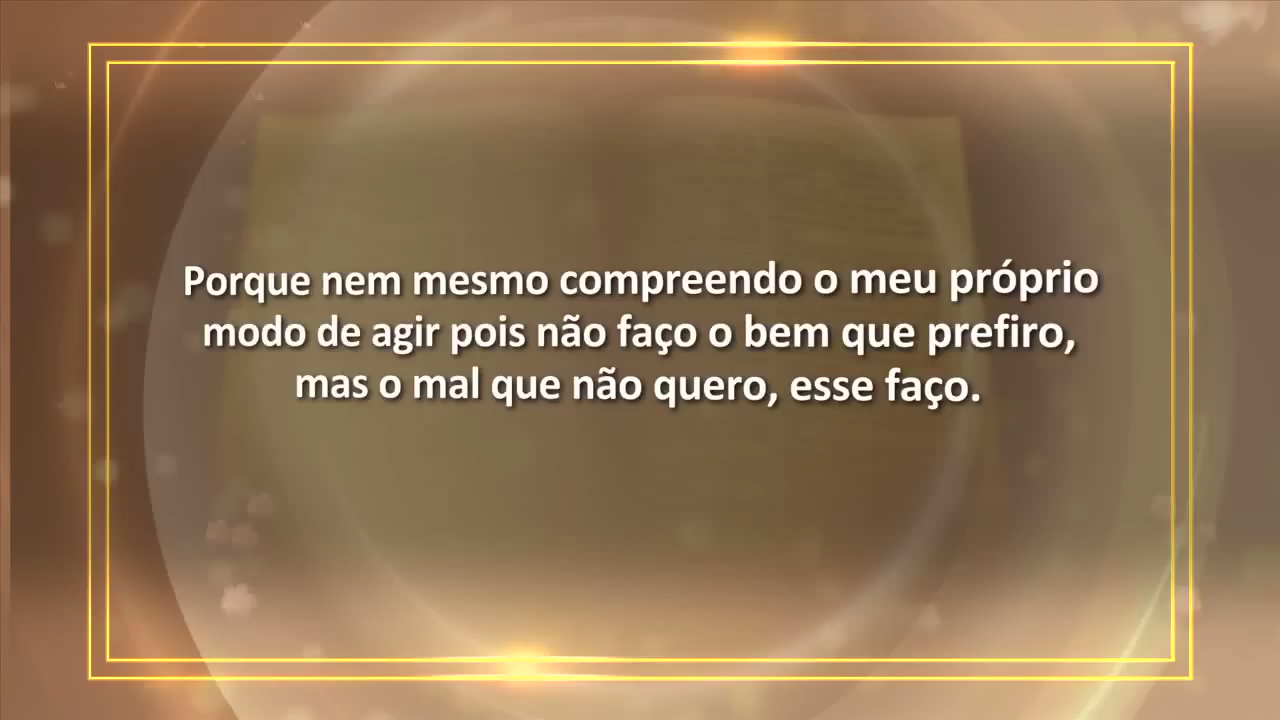 Porque nem mesmo compreendo o meu próprio
modo de agir pois não faço o bem que prefiro,
mas o mal que não quero, esse faço.